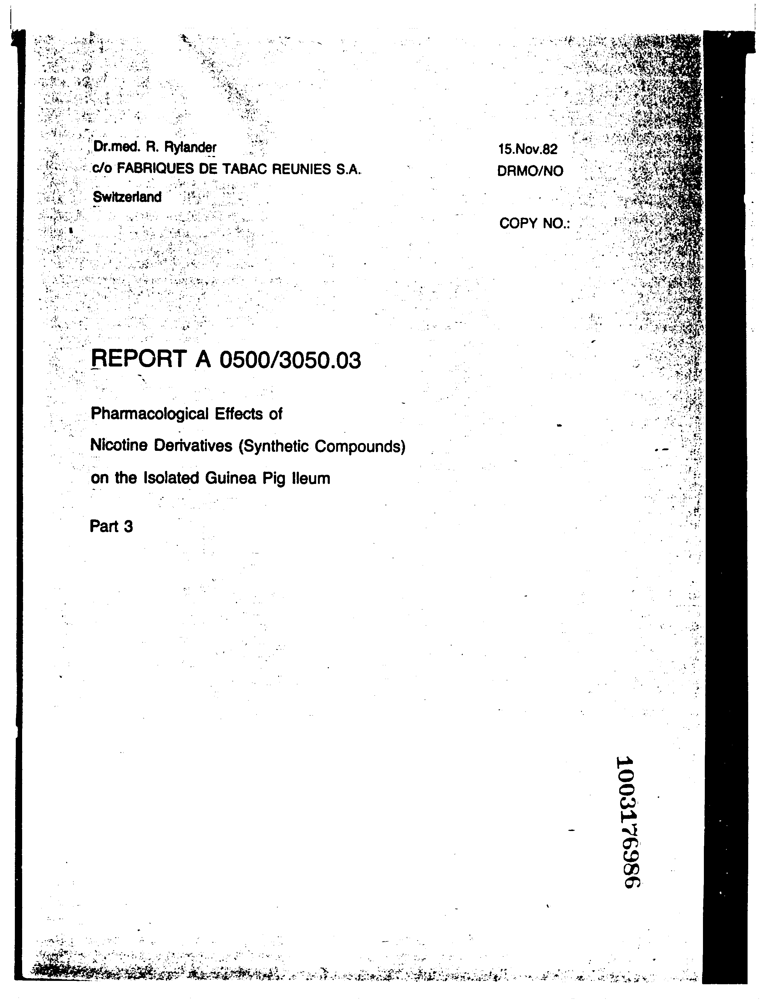 Dr.med. R. Rylander
c/o FABRIQUES DE TABAC REUNIES S.A.
Switzerland
15.Nov.82
DRMO/NO
COPY NO.:
REPORT A 0500/3050.03
Pharmacological Effects of
Nicotine Derivatives (Synthetic Compounds)
on the Isolated Guinea Pig Ileum
Part 3
1003176986